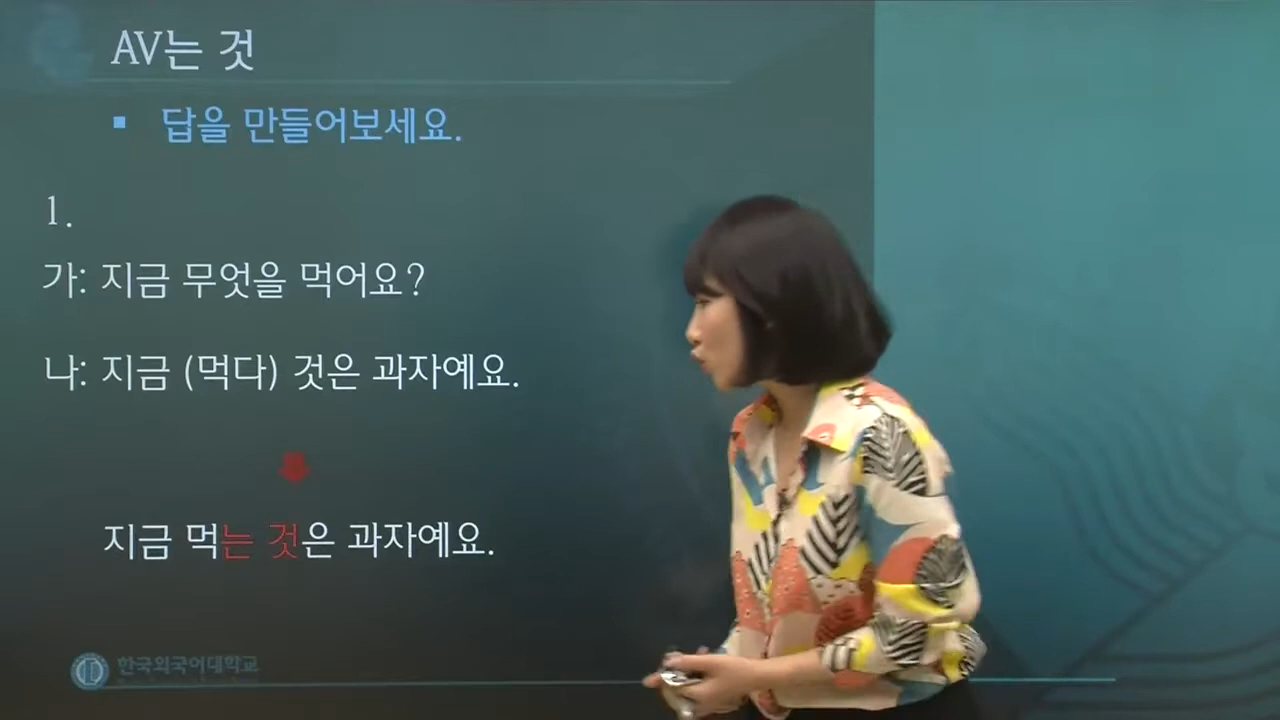 AV는 것
▪ 답을 만들어보세요.
1.
가: 지금 무엇을 먹어요?
나: 지금 (먹다) 것은 과자예요.
지금 먹는 것은 과자예요.
한국외국어대학교